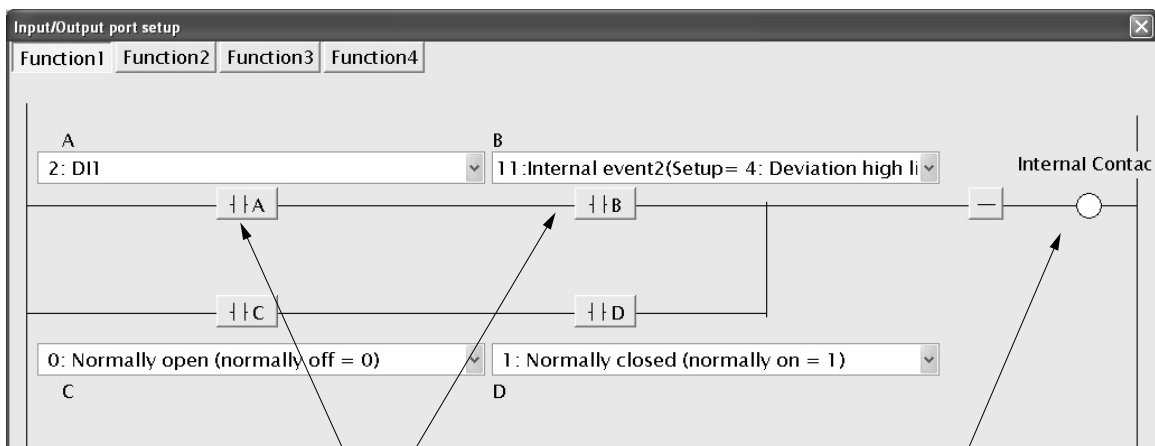 Input/Output port setup
Function1 Function2 Function3 Function4
A B
2: DI1 11:Internal event2(Setup= 4: Deviation high li Internal Contac
A B
C D
0: Normally open (normally off = 0) 1: Normally closed (normally on = 1)
C D